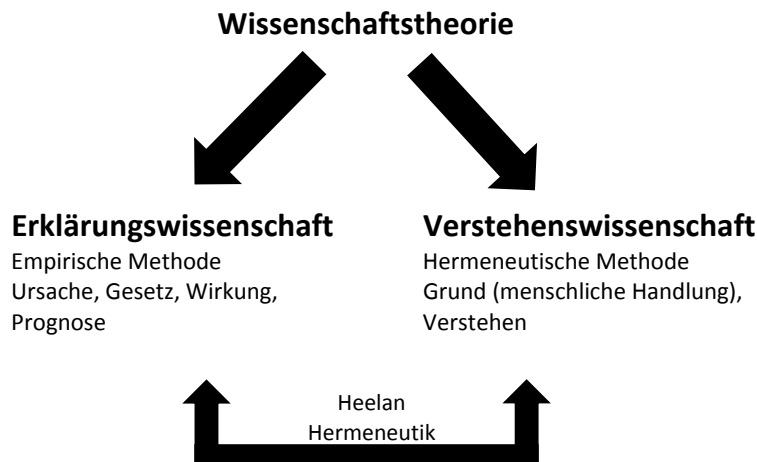 Wissenschaftstheorie
Erklärungswissenschaft
Empirische Methode
Ursache, Gesetz, Wirkung,
Prognose
Verstehenswissenschaft
Hermeneutische Methode
Grund (menschliche Handlung),
Verstehen
Heelan
Hermeneutik